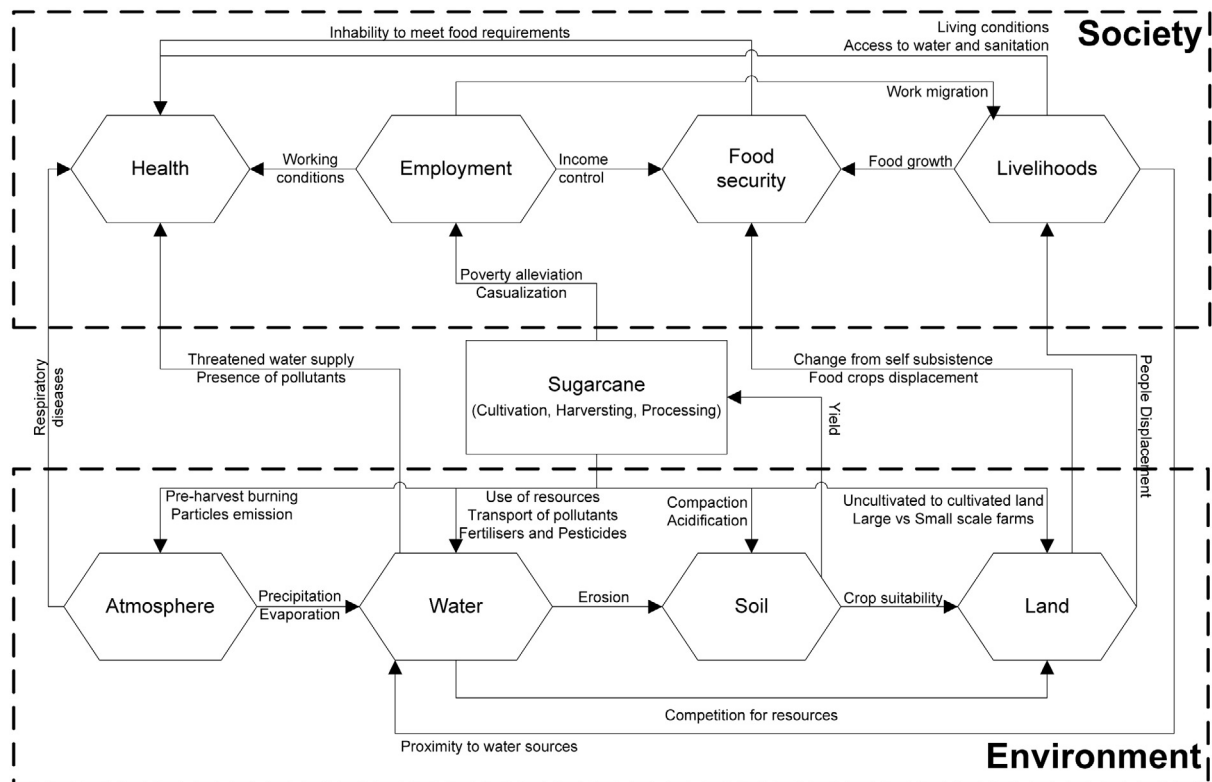 Inhability to meet food requirements
Living conditions
Access to water and sanitation
Society
Work migration
Health
Working
conditions
Employment
Income
control
Food
security
Food growth
Livelihoods
Poverty alleviation
Casualization
Respiratory
diseases
Threatened water supply
Presence of pollutants
Sugarcane
(Cultivation, Harversting, Processing)
Yield
Change from self subsistence
Food crops displacement
People Displacement
Pre-harvest burning
Particles emission
Use of resources
Transport of pollutants
Fertilisers and Pesticides
Compaction
Acidification
Uncultivated to cultivated land
Large vs Small scale farms
Atmosphere
Precipitation
Evaporation
Water
Erosion
Soil
Crop suitability
Land
Competition for resources
Proximity to water sources
Environment